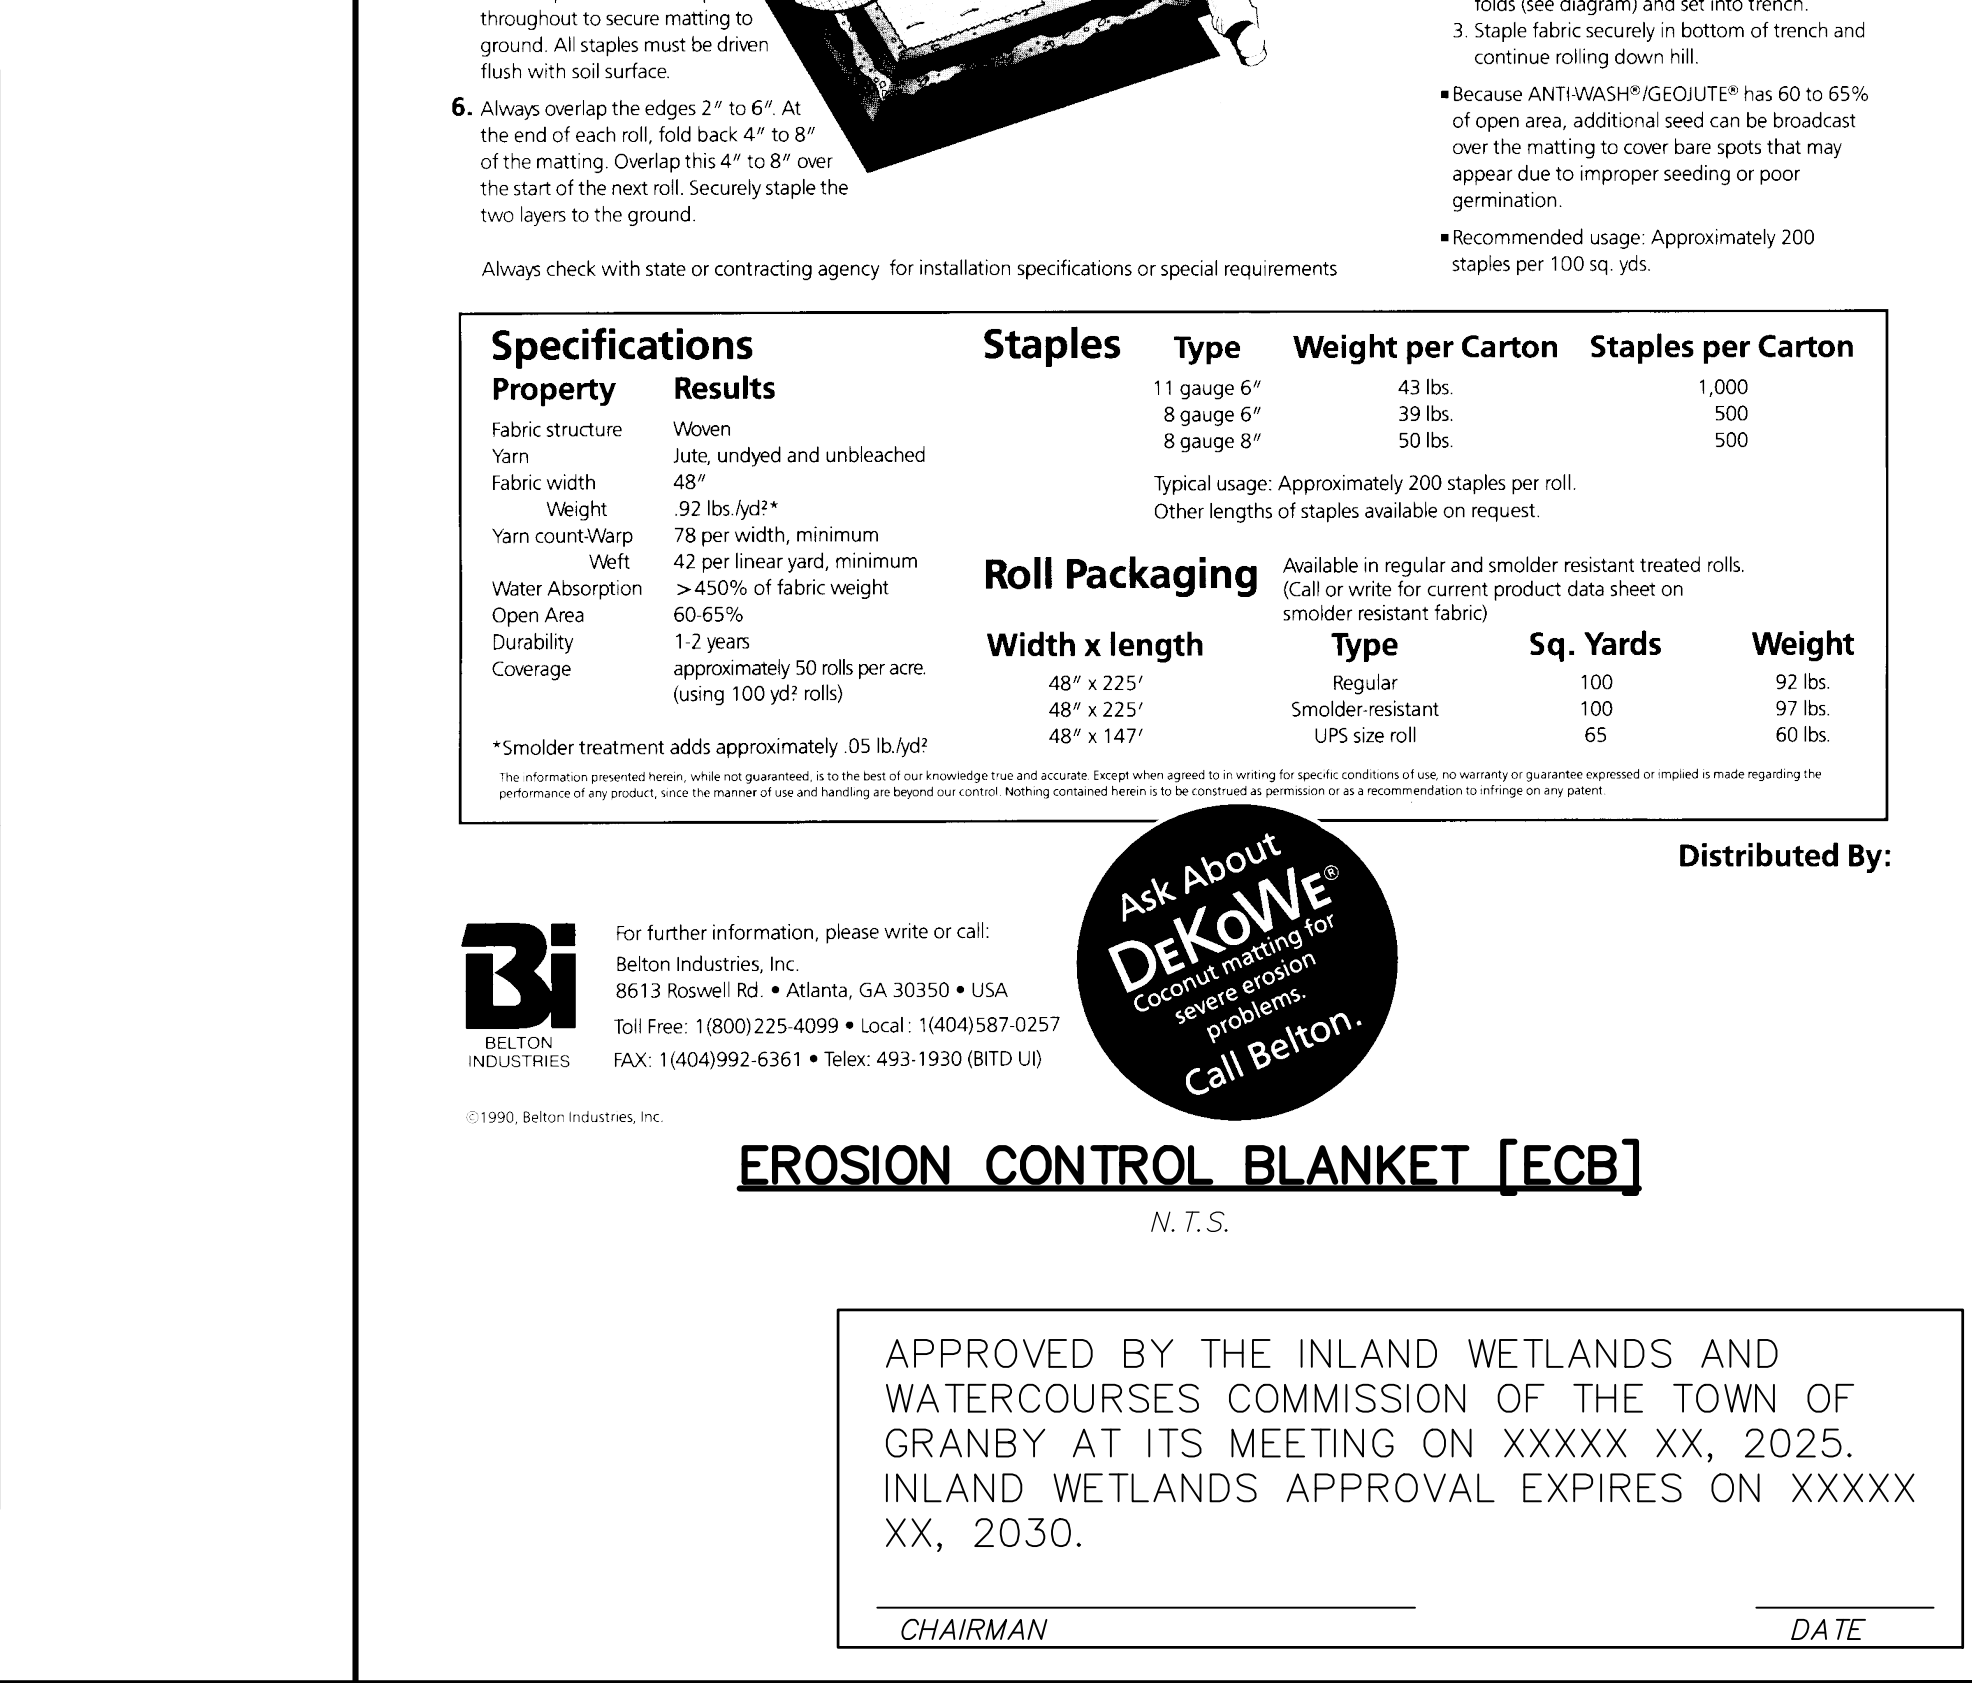 throughout to secure matting to
ground. All staples must be driven
flush with soil surface.
6. Always overlap the edges 2″ to 6″. At
the end of each roll, fold back 4″ to 8″
of the matting. Overlap this 4″ to 8″ over
the start of the next roll. Securely staple the
two layers to the ground.
folds (see diagram) and set into trench.
3. Staple fabric securely in bottom of trench and
continue rolling down hill.
▪ Because ANTI-WASH®/GEOJUTE® has 60 to 65%
of open area, additional seed can be broadcast
over the matting to cover bare spots that may
appear due to improper seeding or poor
germination.
▪ Recommended usage: Approximately 200
staples per 100 sq. yds.
Always check with state or contracting agency for installation specifications or special requirements
Specifications
Property Results
Fabric structure Woven
Yarn Jute, undyed and unbleached
Fabric width 48″
Weight .92 lbs./yd²*
Yarn count-Warp 78 per width, minimum
Weft 42 per linear yard, minimum
Water Absorption >450% of fabric weight
Open Area 60-65%
Durability 1-2 years
Coverage approximately 50 rolls per acre.
(using 100 yd² rolls)
*Smolder treatment adds approximately .05 lb./yd²
Staples Type Weight per Carton Staples per Carton
11 gauge 6″ 43 lbs. 1,000
8 gauge 6″ 39 lbs. 500
8 gauge 8″ 50 lbs. 500
Typical usage: Approximately 200 staples per roll.
Other lengths of staples available on request.
Roll Packaging
Available in regular and smolder resistant treated rolls.
(Call or write for current product data sheet on
smolder resistant fabric)
Width x length Type Sq. Yards Weight
48″ x 225′ Regular 100 92 lbs.
48″ x 225′ Smolder-resistant 100 97 lbs.
48″ x 147′ UPS size roll 65 60 lbs.
The information presented herein, while not guaranteed, is to the best of our knowledge true and accurate. Except when agreed to in writing for specific conditions of use, no warranty or guarantee expressed or implied is made regarding the
performance of any product, since the manner of use and handling are beyond our control. Nothing contained herein is to be construed as permission or as a recommendation to infringe on any patent.
Distributed By:
Bi
BELTON
INDUSTRIES
For further information, please write or call:
Belton Industries, Inc.
8613 Roswell Rd. • Atlanta, GA 30350 • USA
Toll Free: 1(800)225-4099 • Local: 1(404)587-0257
FAX: 1(404)992-6361 • Telex: 493-1930 (BITD UI)
Ask About
DEKOWE®
Coconut matting for
severe erosion
problems.
Call Belton.
©1990, Belton Industries, Inc.
EROSION CONTROL BLANKET [ECB]
N.T.S.
APPROVED BY THE INLAND WETLANDS AND
WATERCOURSES COMMISSION OF THE TOWN OF
GRANBY AT ITS MEETING ON XXXXX XX, 2025.
INLAND WETLANDS APPROVAL EXPIRES ON XXXXX
XX, 2030.
CHAIRMAN DATE